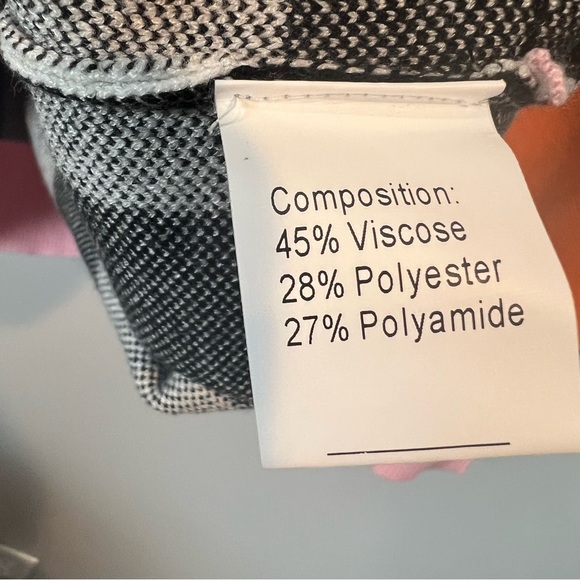 Composition:
45% Viscose
28% Polyester
27% Polyamide